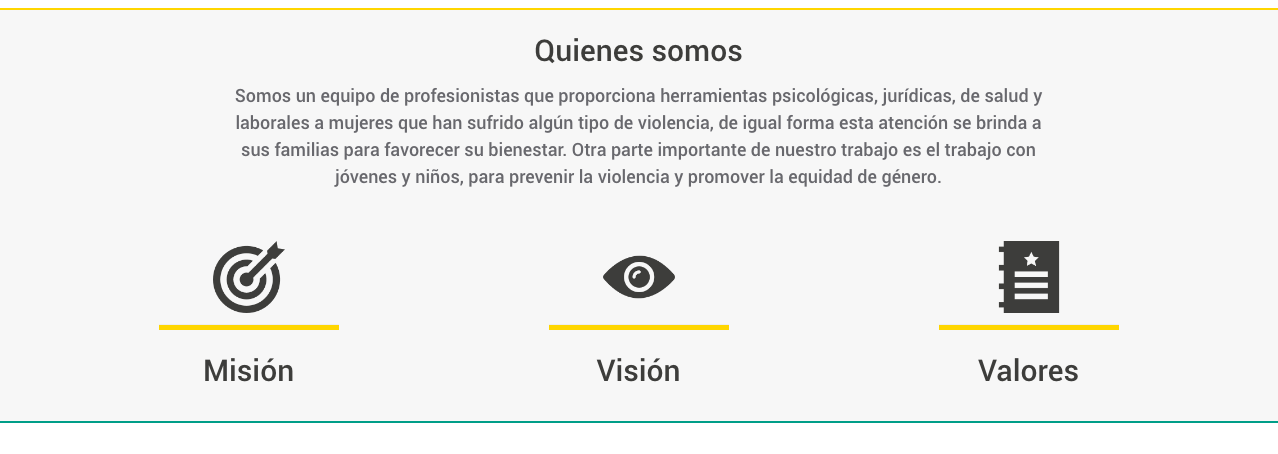 Quienes somos
Somos un equipo de profesionistas que proporciona herramientas psicológicas, jurídicas, de salud y
laborales a mujeres que han sufrido algún tipo de violencia, de igual forma esta atención se brinda a
sus familias para favorecer su bienestar. Otra parte importante de nuestro trabajo es el trabajo con
jóvenes y niños, para prevenir la violencia y promover la equidad de género.
Misión
Visión
Valores